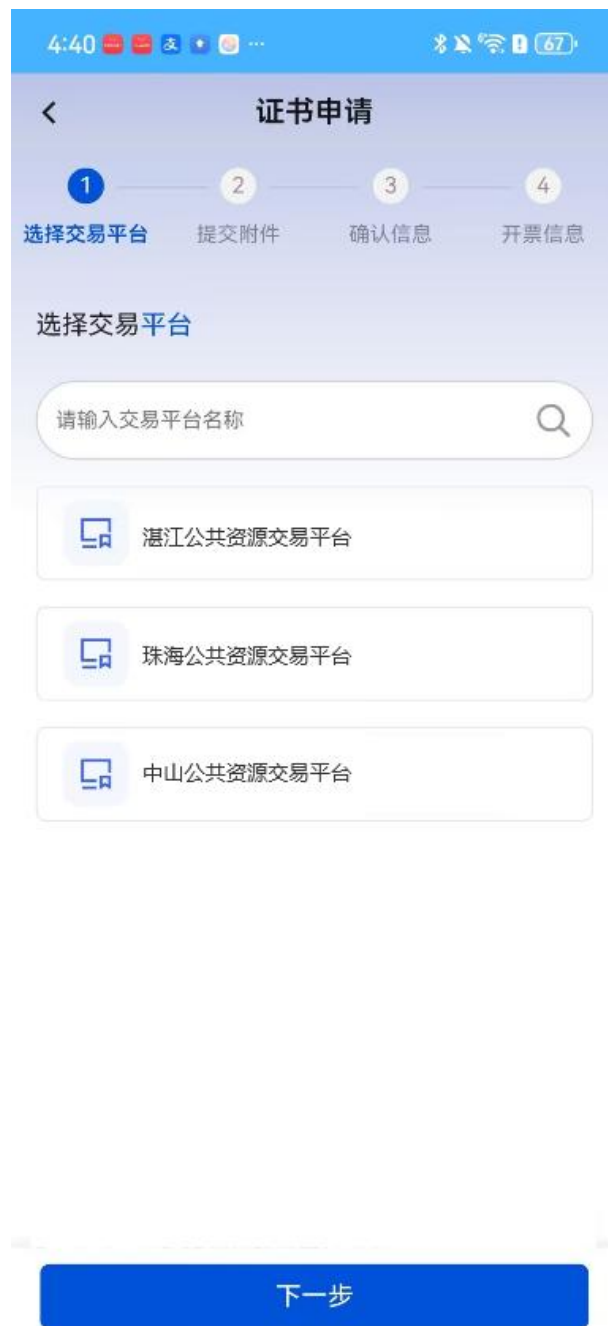 4:40
67
证书申请
1 2 3 4
选择交易平台 提交附件 确认信息 开票信息
选择交易平台
请输入交易平台名称
湛江公共资源交易平台
珠海公共资源交易平台
中山公共资源交易平台
下一步